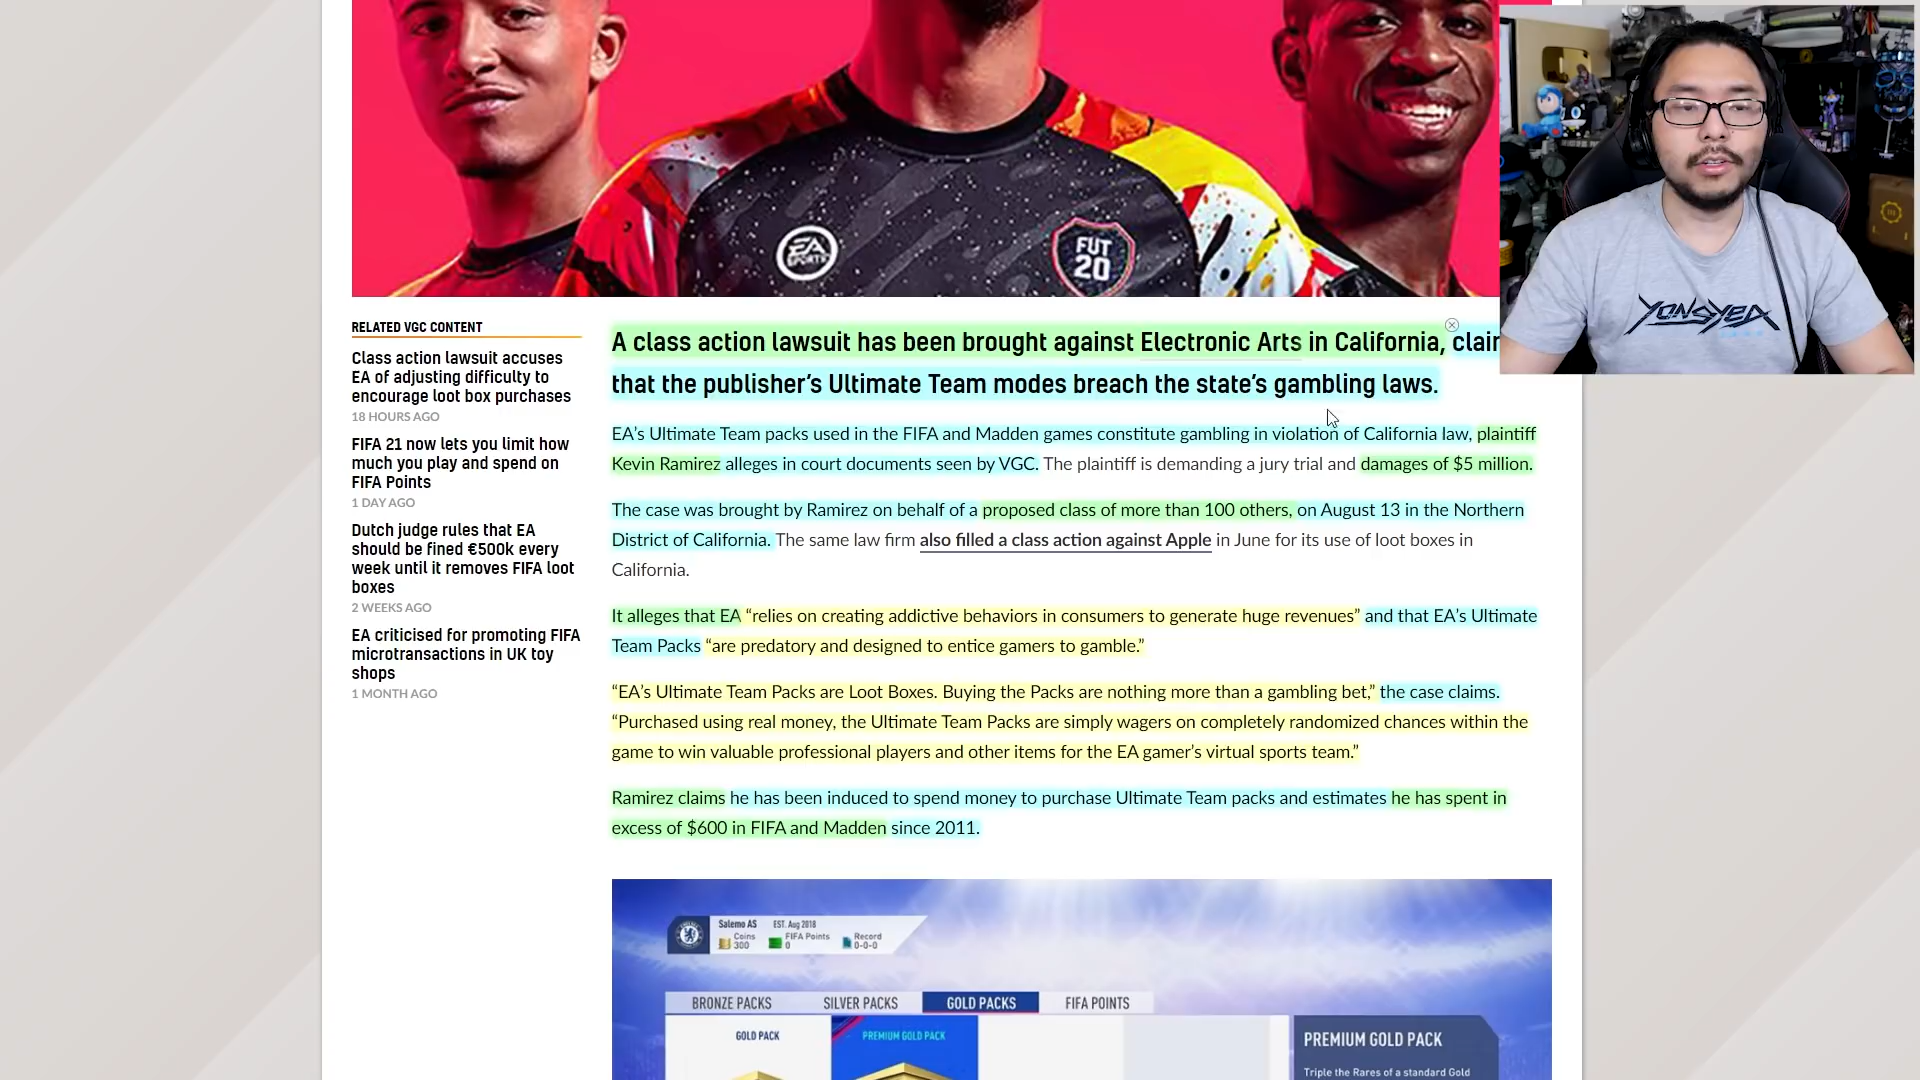 EA
SPORTS
FUT
20
YONGYEA
RELATED VGC CONTENT
Class action lawsuit accuses
EA of adjusting difficulty to
encourage loot box purchases
18 HOURS AGO
FIFA 21 now lets you limit how
much you play and spend on
FIFA Points
1 DAY AGO
Dutch judge rules that EA
should be fined €500k every
week until it removes FIFA loot
boxes
2 WEEKS AGO
EA criticised for promoting FIFA
microtransactions in UK toy
shops
1 MONTH AGO
A class action lawsuit has been brought against Electronic Arts in California,
that the publisher’s Ultimate Team modes breach the state’s gambling laws.
EA’s Ultimate Team packs used in the FIFA and Madden games constitute gambling in violation of California law, plaintiff
Kevin Ramirez alleges in court documents seen by VGC. The plaintiff is demanding a jury trial and damages of $5 million.
The case was brought by Ramirez on behalf of a proposed class of more than 100 others, on August 13 in the Northern
District of California. The same law firm also filled a class action against Apple in June for its use of loot boxes in
California.
It alleges that EA “relies on creating addictive behaviors in consumers to generate huge revenues” and that EA’s Ultimate
Team Packs “are predatory and designed to entice gamers to gamble.”
“EA’s Ultimate Team Packs are Loot Boxes. Buying the Packs are nothing more than a gambling bet,” the case claims.
“Purchased using real money, the Ultimate Team Packs are simply wagers on completely randomized chances within the
game to win valuable professional players and other items for the EA gamer’s virtual sports team.”
Ramirez claims he has been induced to spend money to purchase Ultimate Team packs and estimates he has spent in
excess of $600 in FIFA and Madden since 2011.
Salemo AS EST. Aug 2018
Coins
300
FIFA Points
0
Record
0-0-0
BRONZE PACKS SILVER PACKS GOLD PACKS FIFA POINTS
GOLD PACK
PREMIUM GOLD PACK
PREMIUM GOLD PACK
Triple the Rares of a standard Gold